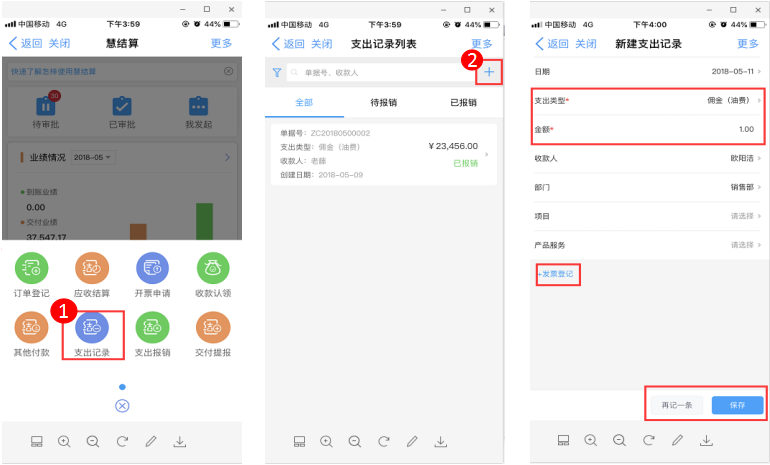 中国移动 4G 下午3:59 44%
返回 关闭 慧结算 更多
快速了解怎样使用慧结算
30
待审批 已审批 我发起
业绩情况 2018-05
到账业绩
0.00
交付业绩
37,547.17
订单登记 应收结算 开票申请 收款认领
1
其他付款 支出记录 支出报销 交付提报
中国移动 4G 下午3:59 44%
返回 关闭 支出记录列表 更多
2
单据号、收款人 +
全部 待报销 已报销
单据号: ZC20180500002
支出类型: 佣金(油费) ¥ 23,456.00
收款人: 老滕 已报销
创建日期: 2018-05-09
中国移动 4G 下午4:00 44%
返回 关闭 新建支出记录 更多
日期 2018-05-11
支出类型* 佣金(油费)
金额* 1.00
收款人 欧阳洁
部门 销售部
项目 请选择
产品服务 请选择
+发票登记
再记一条 保存